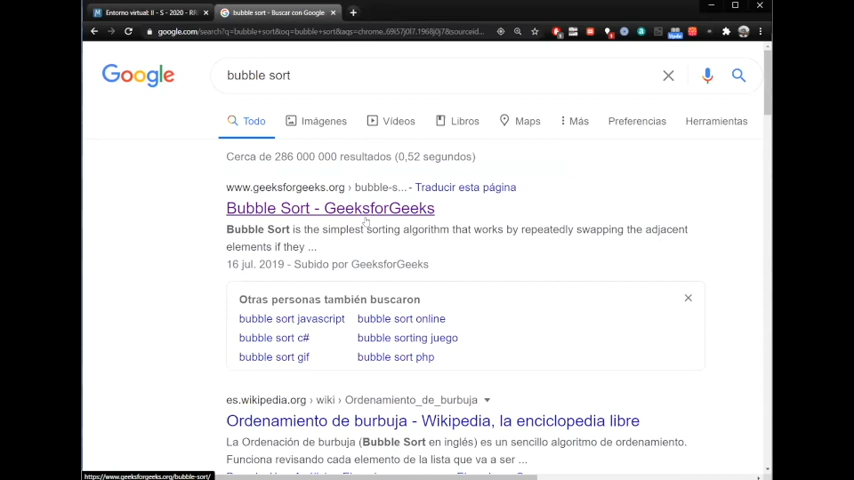 Entorno virtual: II - S - 2020 - RI
bubble sort - Buscar con Google
google.com/search?q=bubble+sort&oq=bubble+sort&aqs=chrome..69i57j0l7.1968j0j7&sourceid...
Google
bubble sort
Todo Imágenes Vídeos Libros Maps Más Preferencias Herramientas
Cerca de 286 000 000 resultados (0,52 segundos)
www.geeksforgeeks.org › bubble-s... - Traducir esta página
Bubble Sort - GeeksforGeeks
Bubble Sort is the simplest sorting algorithm that works by repeatedly swapping the adjacent
elements if they ...
16 jul. 2019 - Subido por GeeksforGeeks
Otras personas también buscaron
bubble sort javascript bubble sort online
bubble sort c# bubble sorting juego
bubble sort gif bubble sort php
es.wikipedia.org › wiki › Ordenamiento_de_burbuja
Ordenamiento de burbuja - Wikipedia, la enciclopedia libre
La Ordenación de burbuja (Bubble Sort en inglés) es un sencillo algoritmo de ordenamiento.
Funciona revisando cada elemento de la lista que va a ser ...
https://www.geeksforgeeks.org/bubble-sort/